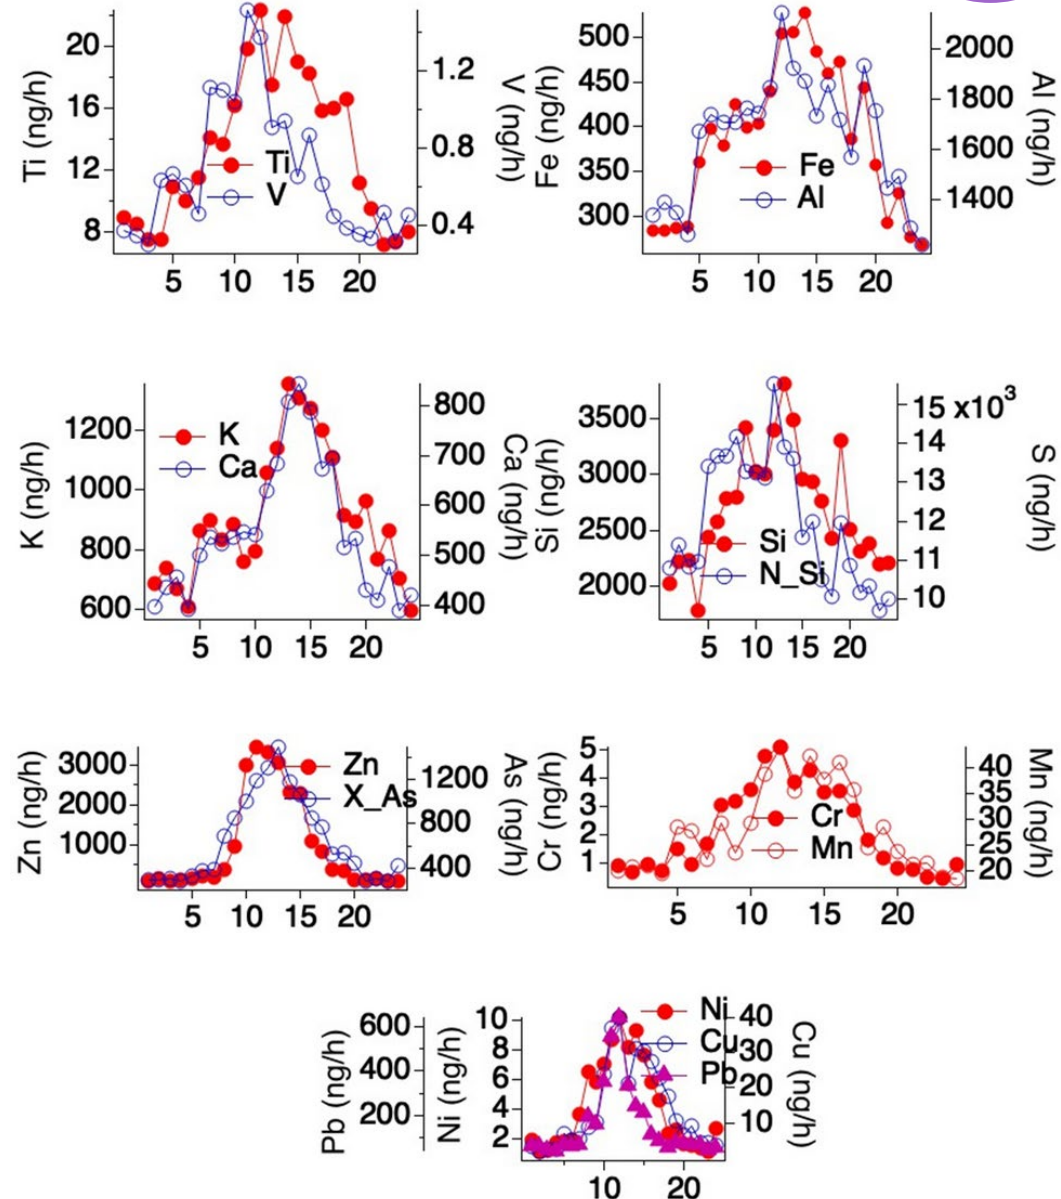 Ti (ng/h)
20
16
12
8
Ti
V
1.2
0.8
0.4
V (ng/h)
5 10 15 20
Fe (ng/h)
500
450
400
350
300
Fe
Al
2000
1800
1600
1400
Al (ng/h)
5 10 15 20
K (ng/h)
1200
1000
800
600
K
Ca
800
700
600
500
400
Ca (ng/h)
5 10 15 20
Si (ng/h)
3500
3000
2500
2000
Si
N_Si
15 x10³
14
13
12
11
10
S (ng/h)
5 10 15 20
Zn (ng/h)
3000
2000
1000
Zn
X_As
1200
800
400
As (ng/h)
5 10 15 20
Cr (ng/h)
5
4
3
2
1
Cr
Mn
40
35
30
25
20
Mn (ng/h)
5 10 15 20
Pb (ng/h)
600
400
200
Ni (ng/h)
10
8
6
4
2
Ni
Cu
Pb
40
30
20
10
Cu (ng/h)
10 20